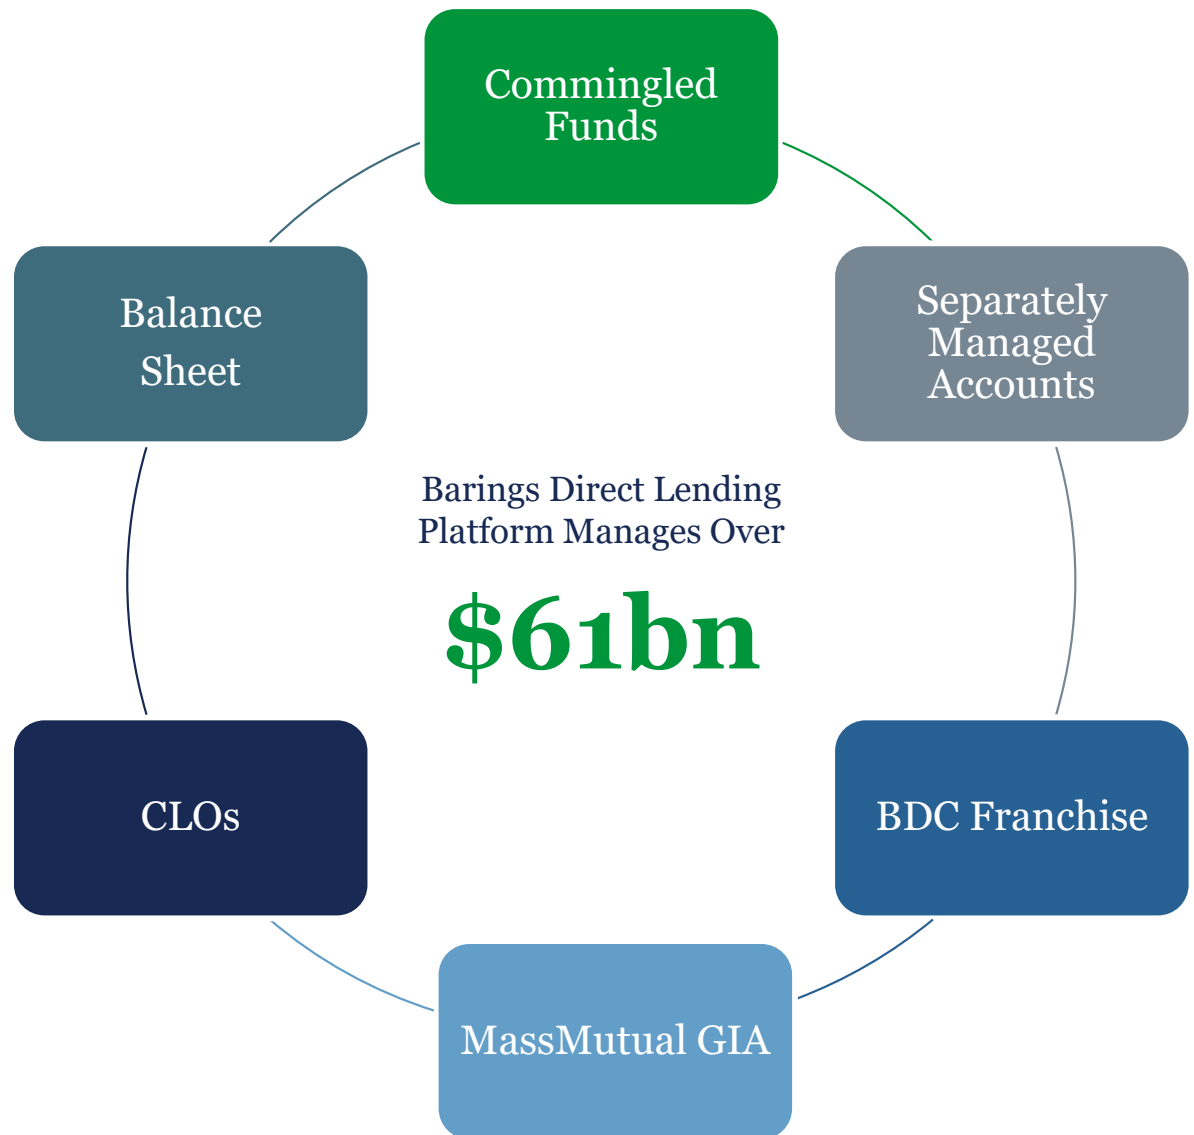 Commingled
Funds
Balance
Sheet
Separately
Managed
Accounts
Barings Direct Lending
Platform Manages Over
$61bn
CLOs
BDC Franchise
MassMutual GIA